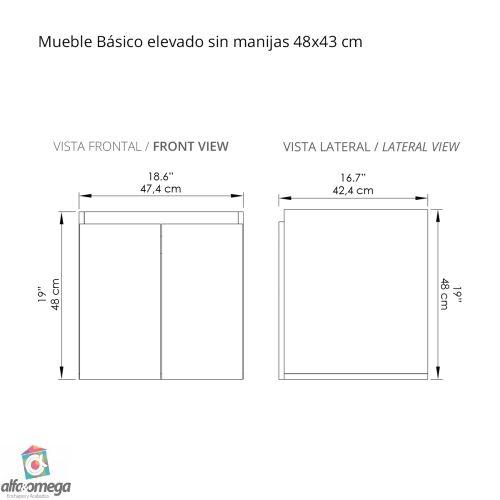 Mueble Básico elevado sin manijas 48x43 cm
VISTA FRONTAL / FRONT VIEW
18.6"
47,4 cm
19"
48 cm
VISTA LATERAL / LATERAL VIEW
16.7"
42,4 cm
19"
48 cm
alfa y omega
Enchapes y Acabados